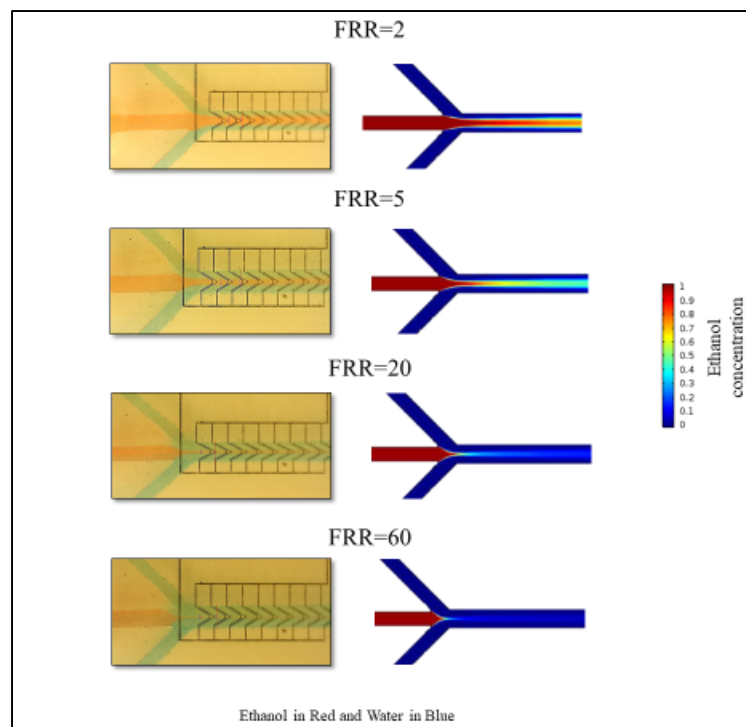 FRR=2
FRR=5
FRR=20
FRR=60
1
0.9
0.8
0.7
0.6
0.5
0.4
0.3
0.2
0.1
0
Ethanol
concentration
Ethanol in Red and Water in Blue